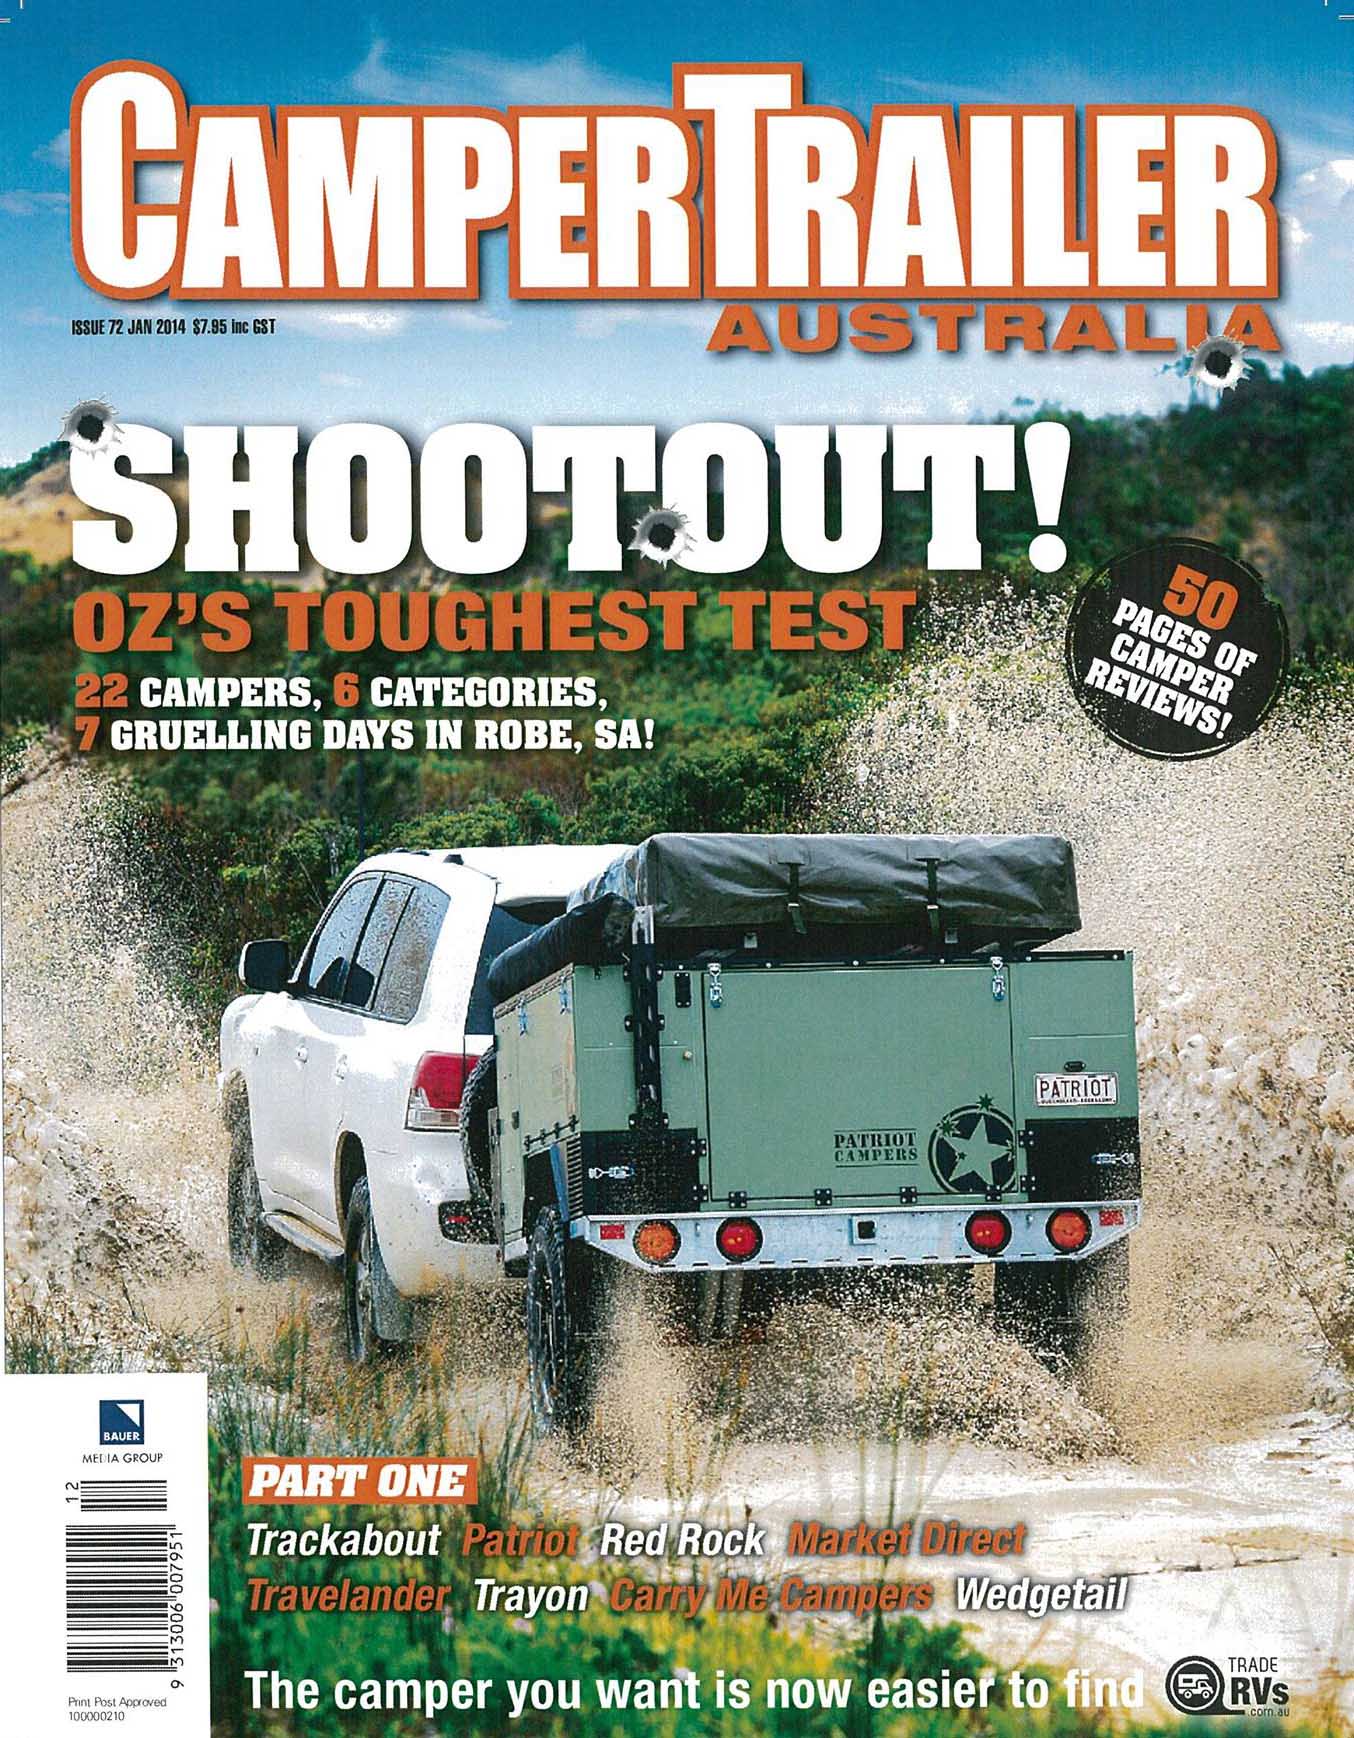 CAMPERTRAILER
AUSTRALIA
ISSUE 72 JAN 2014 $7.95 inc GST
SHOOTOUT!
OZ'S TOUGHEST TEST
22 CAMPERS, 6 CATEGORIES,
7 GRUELLING DAYS IN ROBE, SA!
50
PAGES OF
CAMPER
REVIEWS!
PATRIOT
PATRIOT
CAMPERS
BAUER
MEDIA GROUP
12
9 313006 007951
Print Post Approved
100000210
PART ONE
Trackabout Patriot Red Rock Market Direct
Travelander Trayon Carry Me Campers Wedgetail
The camper you want is now easier to find
TRADE
RVs
.com.au